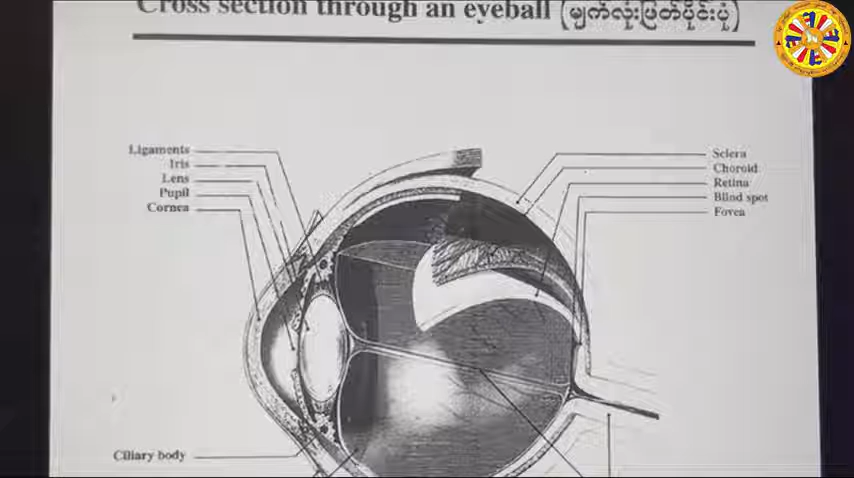 Cross section through an eyeball (မျက်လုံးဖြတ်ပိုင်းပုံ)
Ligaments
Iris
Lens
Pupil
Cornea
Sclera
Choroid
Retina
Blind spot
Fovea
Ciliary body